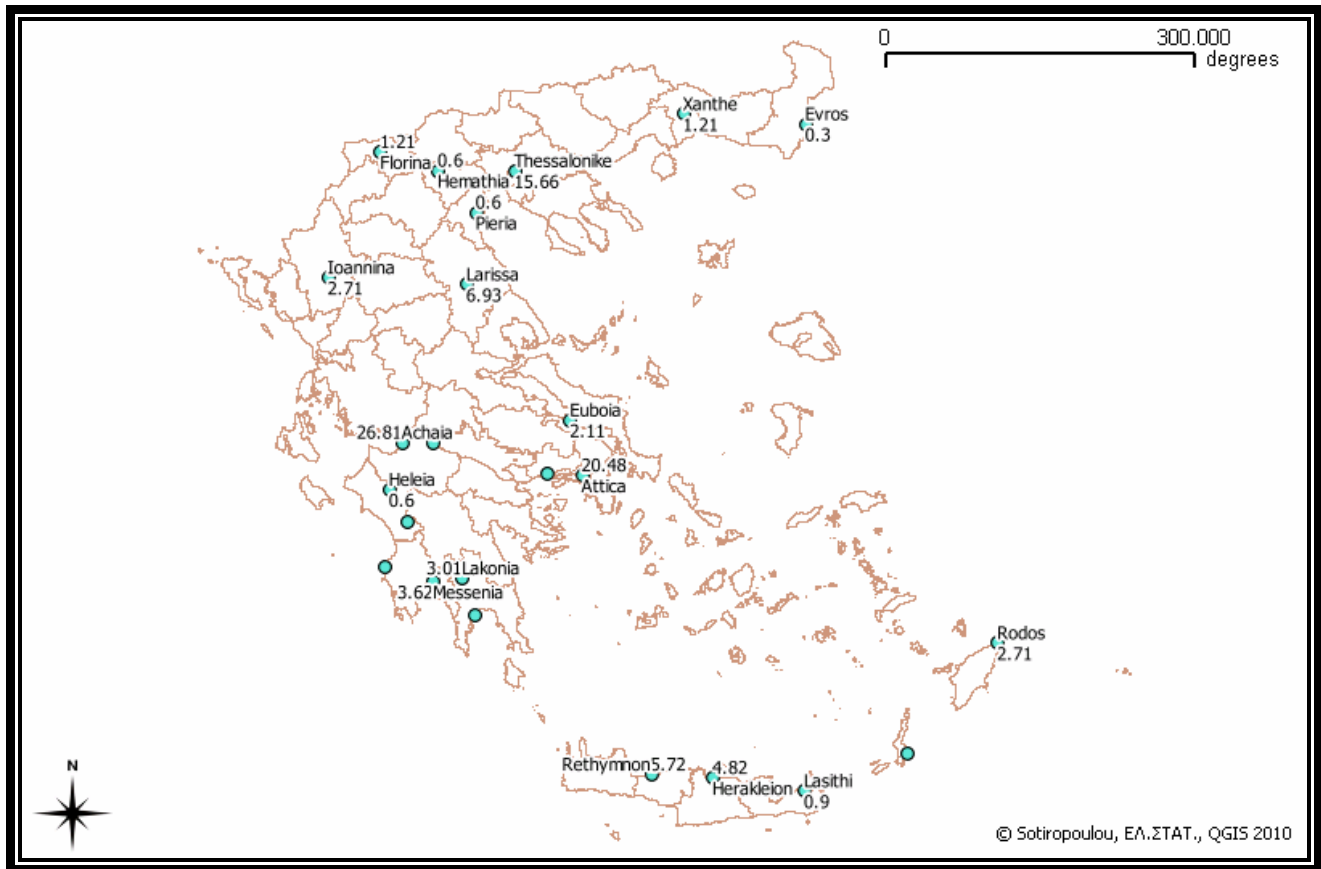 0 300.000
degrees
Xanthe
1.21
Evros
0.3
1.21
Florina
0.6
Hemathia
Thessalonike
15.66
0.6
Pieria
Ioannina
2.71
Larissa
6.93
Euboia
2.11
26.81Achaia
20.48
Attica
Heleia
0.6
3.01Lakonia
3.62Messenia
Rodos
2.71
Rethymnon5.72
4.82
Herakleion
Lasithi
0.9
N
© Sotiropoulou, ΕΛ.ΣΤΑΤ., QGIS 2010